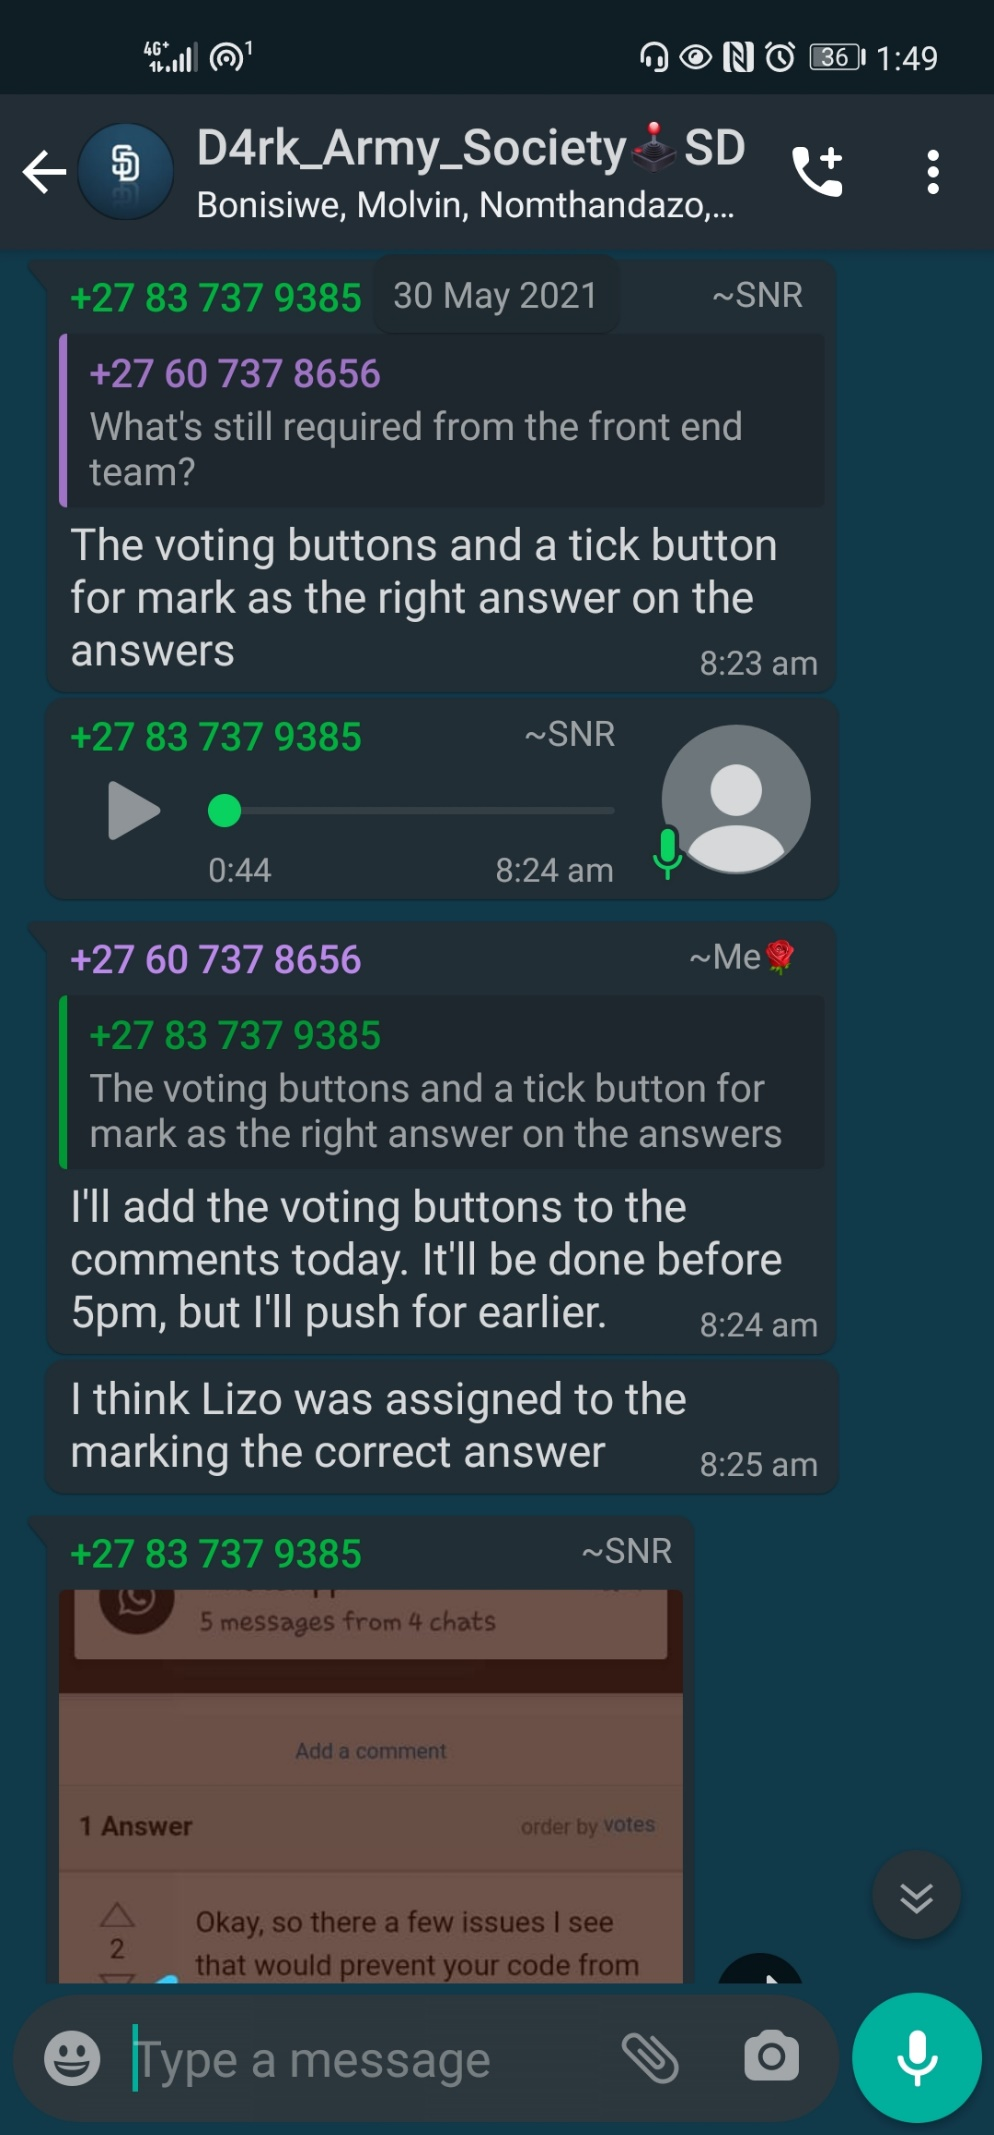 4G+
1
36
1:49
D4rk_Army_Society🕹️SD
Bonisiwe, Molvin, Nomthandazo,...
+27 83 737 9385
30 May 2021
~SNR
+27 60 737 8656
What's still required from the front end
team?
The voting buttons and a tick button
for mark as the right answer on the
answers
8:23 am
+27 83 737 9385
~SNR
0:44
8:24 am
+27 60 737 8656
~Me🌹
+27 83 737 9385
The voting buttons and a tick button for
mark as the right answer on the answers
I'll add the voting buttons to the
comments today. It'll be done before
5pm, but I'll push for earlier.
8:24 am
I think Lizo was assigned to the
marking the correct answer
8:25 am
+27 83 737 9385
~SNR
5 messages from 4 chats
Add a comment
1 Answer
order by votes
2
Okay, so there a few issues I see
that would prevent your code from
Type a message